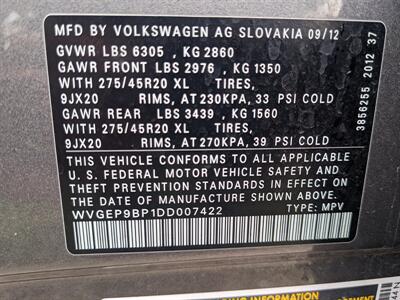 MFD BY VOLKSWAGEN AG SLOVAKIA 09/12
GVWR LBS 6305 , KG 2860
GAWR FRONT LBS 2976 , KG 1350
WITH 275/45R20 XL TIRES,
9JX20 RIMS, AT 230KPA, 33 PSI COLD
GAWR REAR LBS 3439 , KG 1560
WITH 275/45R20 XL TIRES,
9JX20 RIMS, AT 270KPA, 39 PSI COLD
THIS VEHICLE CONFORMS TO ALL APPLICABLE
U. S. FEDERAL MOTOR VEHICLE SAFETY AND
THEFT PREVENTION STANDARDS IN EFFECT ON
THE DATE OF MANUFACTURE SHOWN ABOVE.
WVGEP9BP1DD007422 TYPE: MPV
3856255 2012 37
LOADING INFORMATION
44 N